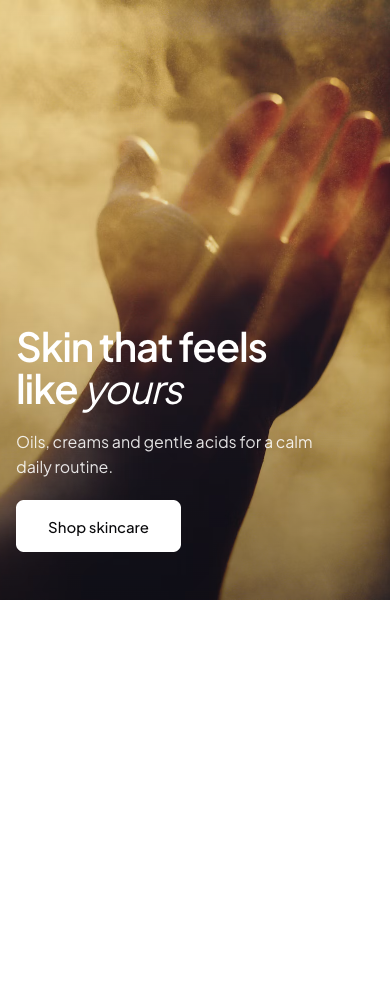 Skin that feels
like yours
Oils, creams and gentle acids for a calm
daily routine.
Shop skincare